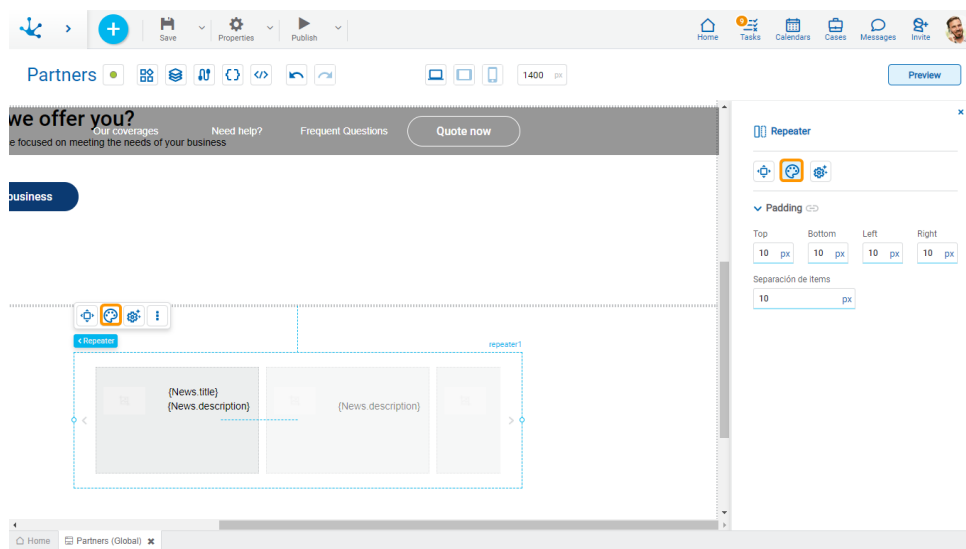 Save
Properties
Publish
Home
9
Tasks
Calendars
Cases
Messages
Invite
Partners
1400 px
Preview
we offer you?
Our coverages
Need help?
Frequent Questions
Quote now
e focused on meeting the needs of your business
business
Repeater
Padding
Top
Bottom
Left
Right
10 px
10 px
10 px
10 px
Separación de items
10 px
Repeater
repeater1
{News.title}
{News.description}
{News.description}
Home
Partners (Global)